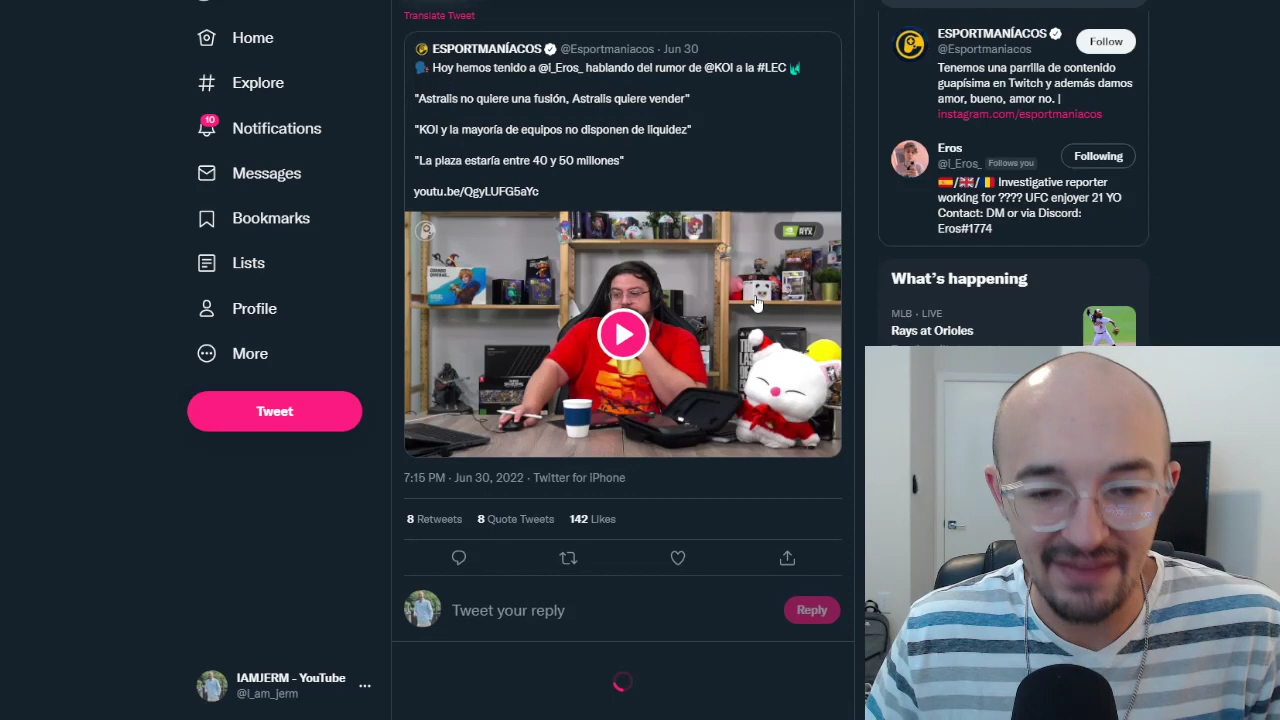 Home
Explore
10
Notifications
Messages
Bookmarks
Lists
Profile
More
Tweet
IAMJERM - YouTube
@I_am_jerm
Translate Tweet
ESPORTMANÍACOS @Esportmaniacos · Jun 30
🗣️ Hoy hemos tenido a @I_Eros_ hablando del rumor de @KOI a la #LEC
"Astralis no quiere una fusión, Astralis quiere vender"
"KOI y la mayoría de equipos no disponen de liquidez"
"La plaza estaría entre 40 y 50 millones"
youtu.be/QgyLUFG5aYc
RTX
7:15 PM · Jun 30, 2022 · Twitter for iPhone
8 Retweets 8 Quote Tweets 142 Likes
Tweet your reply
Reply
ESPORTMANÍACOS
@Esportmaniacos
Follow
Tenemos una parrilla de contenido
guapísima en Twitch y además damos
amor, bueno, amor no. |
instagram.com/esportmaniacos
Eros
@I_Eros_ Follows you
Following
🇪🇸/🇬🇧/ 🇷🇴 Investigative reporter
working for ???? UFC enjoyer 21 YO
Contact: DM or via Discord:
Eros#1774
What's happening
MLB · LIVE
Rays at Orioles